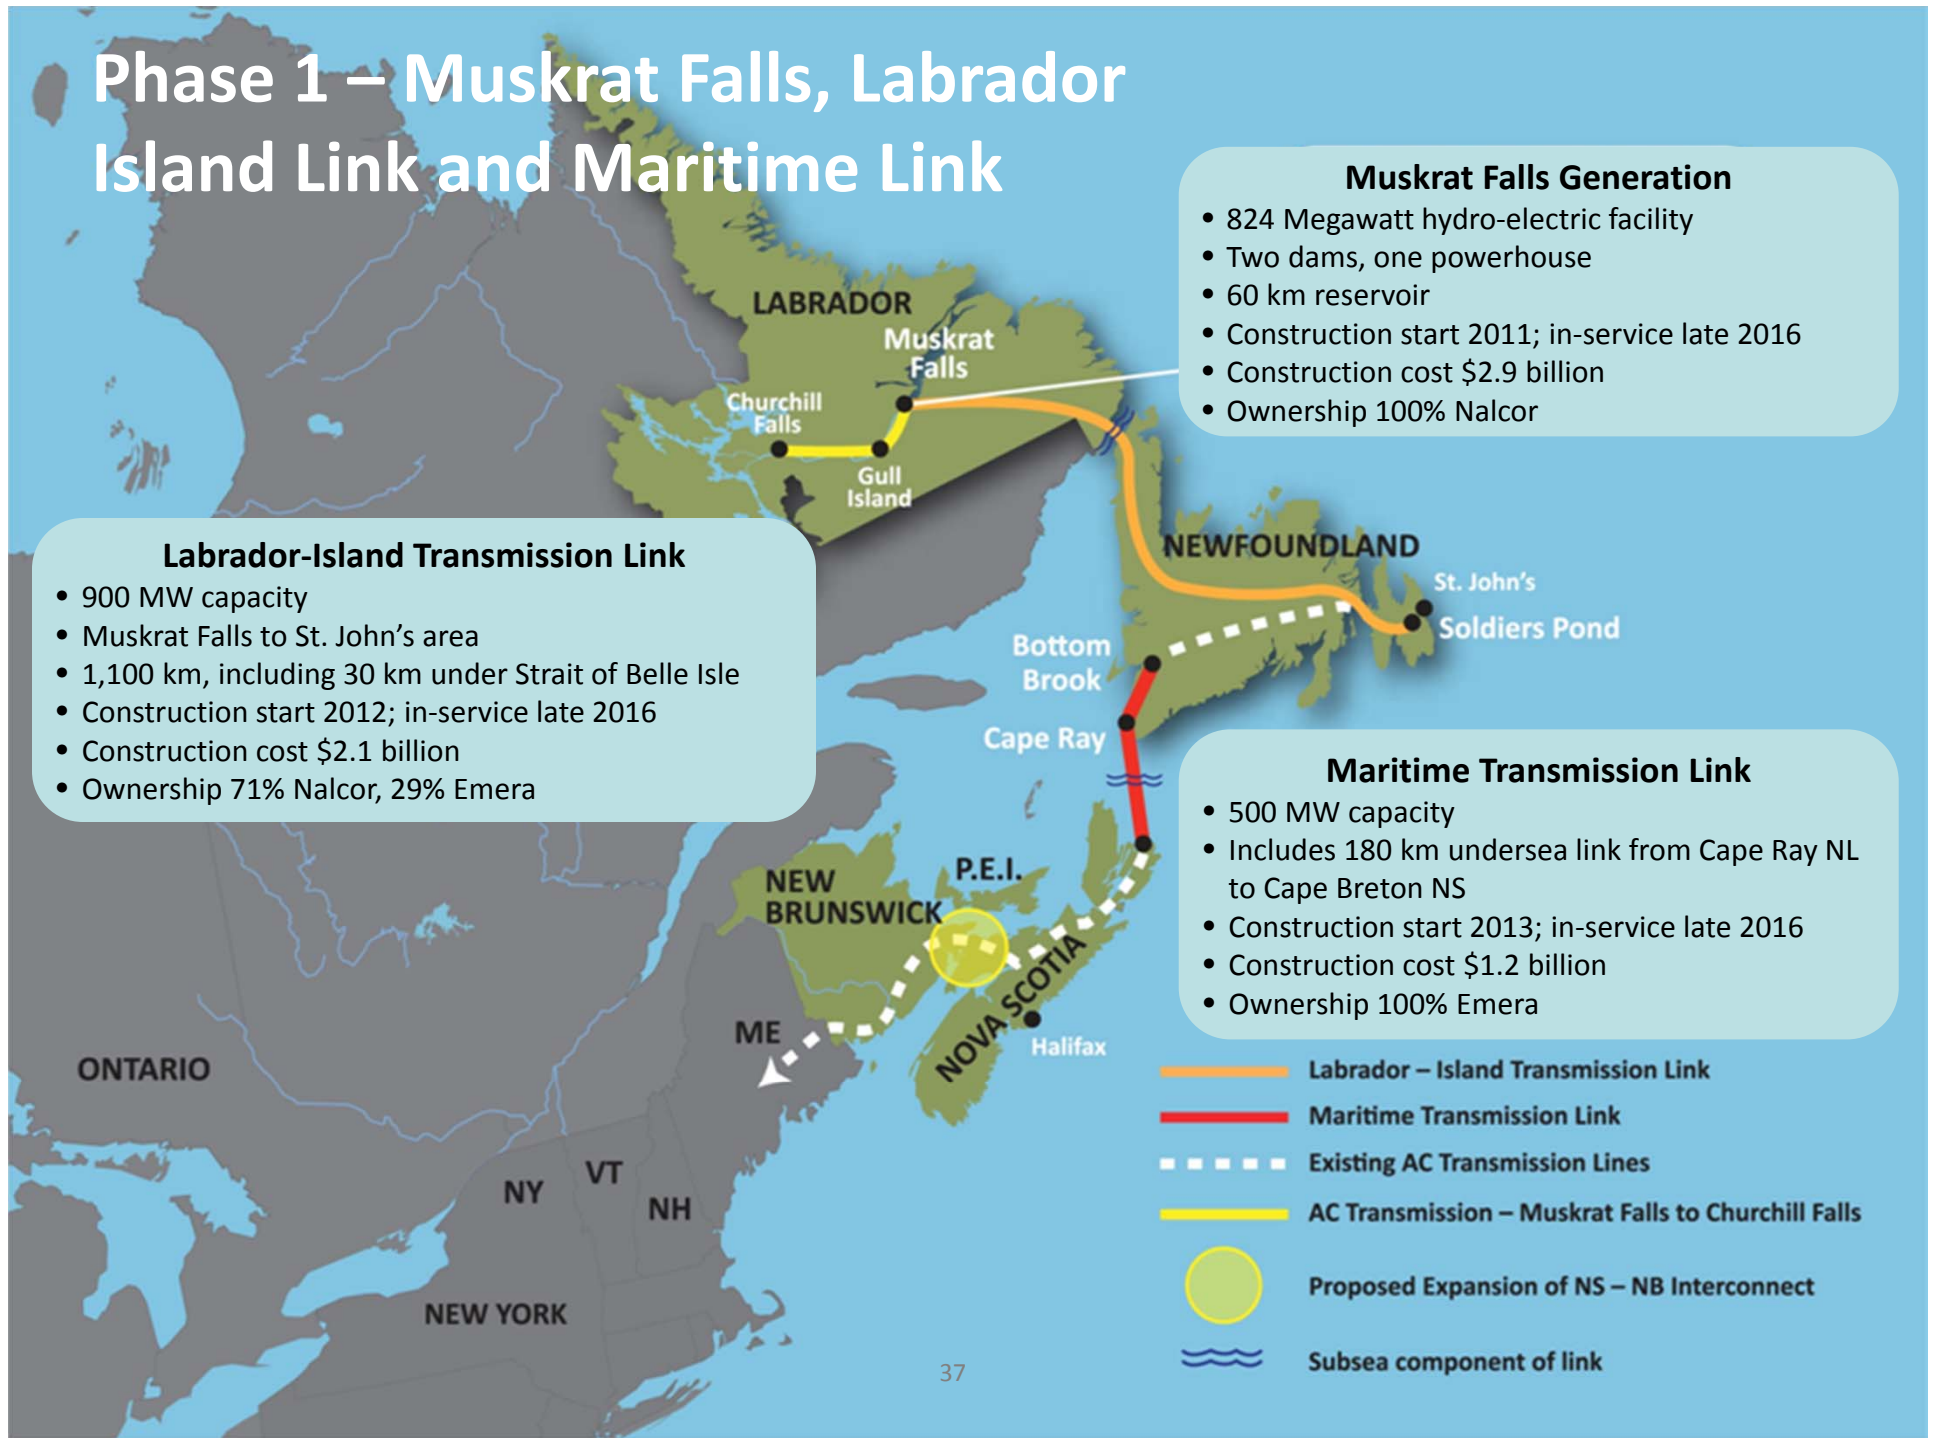 Phase 1 – Muskrat Falls, Labrador
Island Link and Maritime Link
Muskrat Falls Generation
• 824 Megawatt hydro-electric facility
• Two dams, one powerhouse
• 60 km reservoir
• Construction start 2011; in-service late 2016
• Construction cost $2.9 billion
• Ownership 100% Nalcor
LABRADOR
Muskrat
Falls
Churchill
Falls
Gull
Island
Labrador-Island Transmission Link
• 900 MW capacity
• Muskrat Falls to St. John’s area
• 1,100 km, including 30 km under Strait of Belle Isle
• Construction start 2012; in-service late 2016
• Construction cost $2.1 billion
• Ownership 71% Nalcor, 29% Emera
NEWFOUNDLAND
St. John’s
Soldiers Pond
Bottom
Brook
Cape Ray
Maritime Transmission Link
• 500 MW capacity
• Includes 180 km undersea link from Cape Ray NL
to Cape Breton NS
• Construction start 2013; in-service late 2016
• Construction cost $1.2 billion
• Ownership 100% Emera
P.E.I.
NEW
BRUNSWICK
NOVA SCOTIA
Halifax
ME
ONTARIO
VT
NY
NH
NEW YORK
Labrador – Island Transmission Link
Maritime Transmission Link
Existing AC Transmission Lines
AC Transmission – Muskrat Falls to Churchill Falls
Proposed Expansion of NS – NB Interconnect
Subsea component of link
37